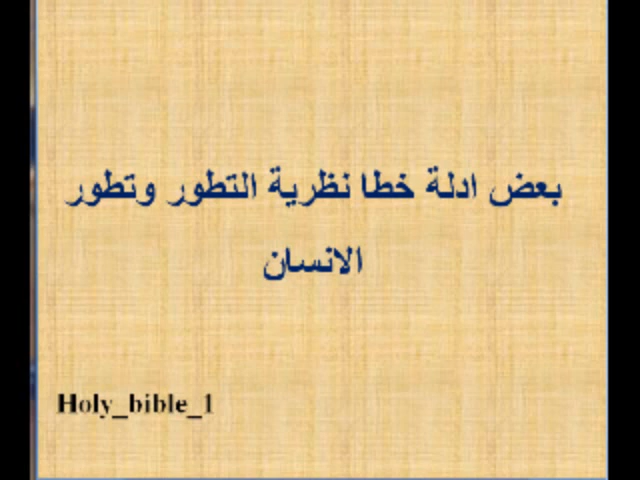 بعض ادلة خطا نظرية التطور وتطور
الانسان
Holy_bible_1